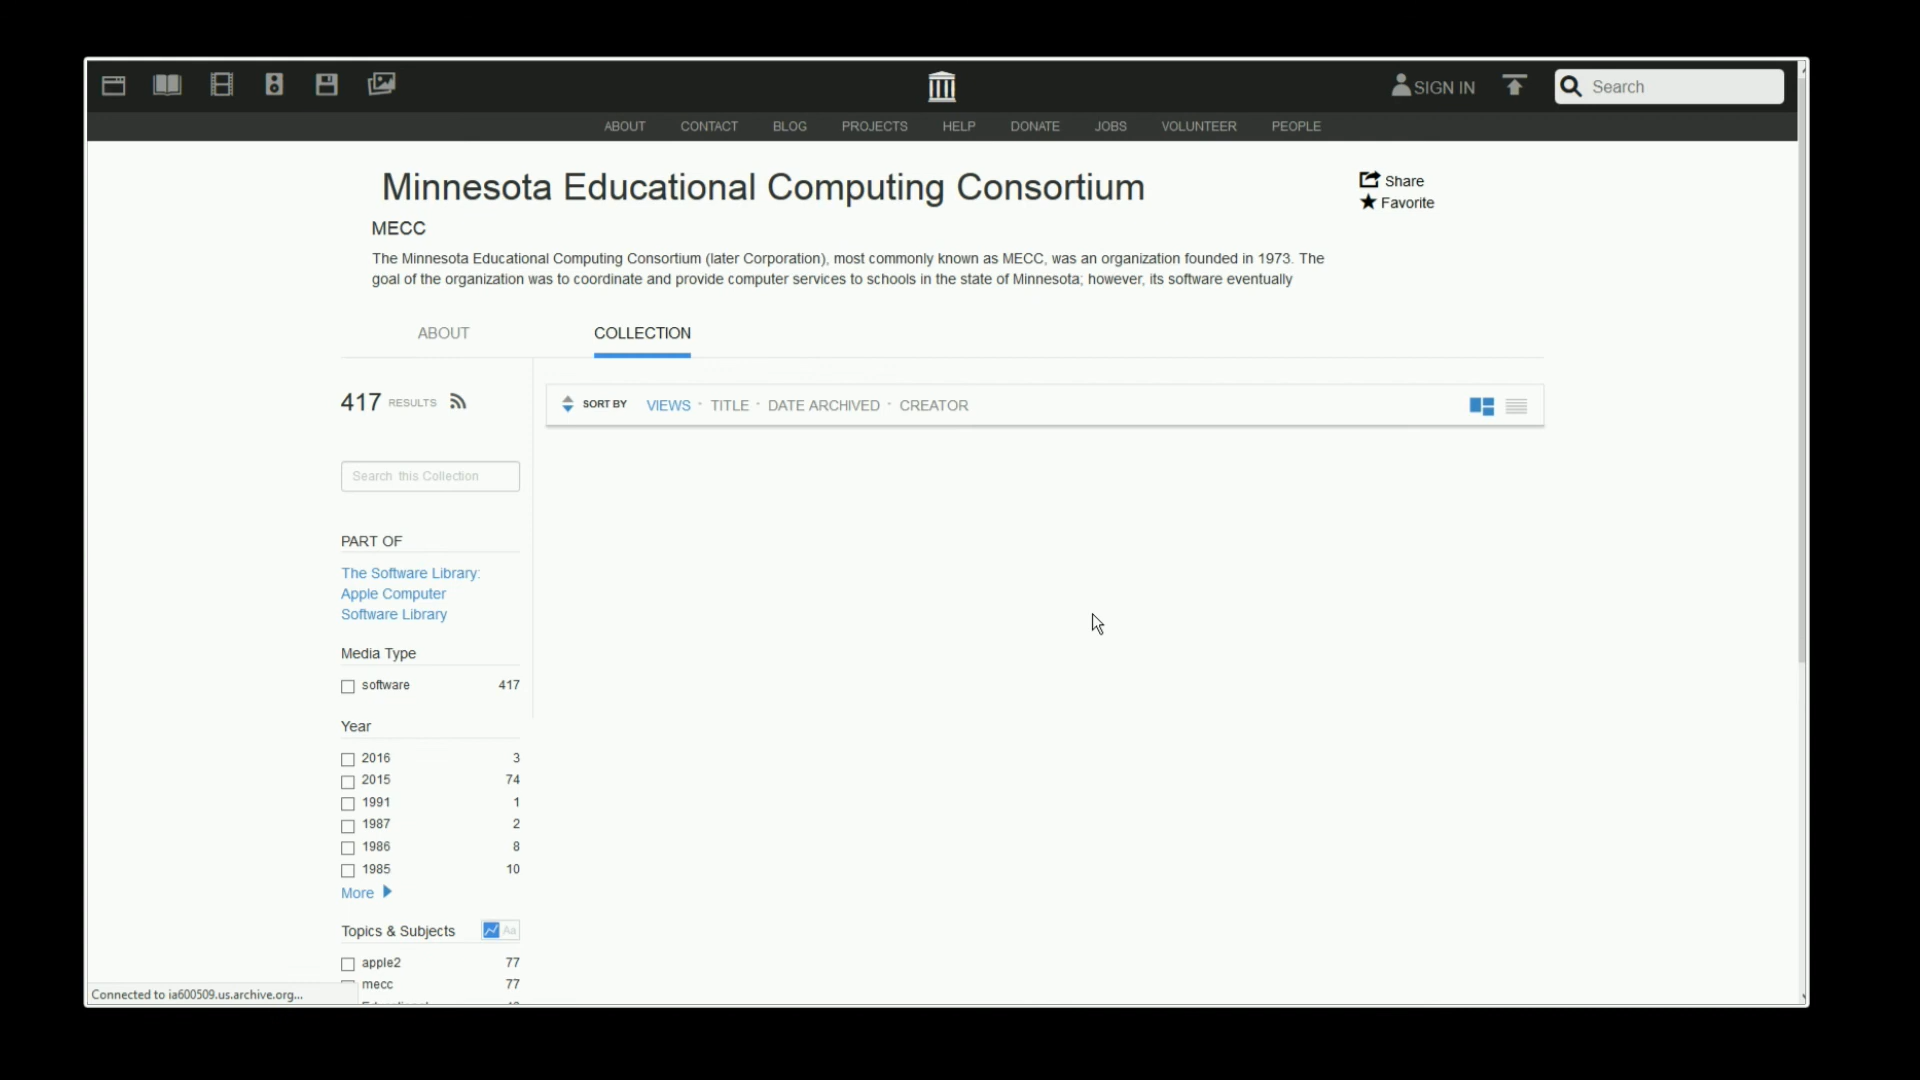 SIGN IN
Search
ABOUT CONTACT BLOG PROJECTS HELP DONATE JOBS VOLUNTEER PEOPLE
Minnesota Educational Computing Consortium
Share
Favorite
MECC
The Minnesota Educational Computing Consortium (later Corporation), most commonly known as MECC, was an organization founded in 1973. The
goal of the organization was to coordinate and provide computer services to schools in the state of Minnesota; however, its software eventually
ABOUT COLLECTION
417 RESULTS
SORT BY VIEWS · TITLE · DATE ARCHIVED · CREATOR
Search this Collection
PART OF
The Software Library:
Apple Computer
Software Library
Media Type
software 417
Year
2016 3
2015 74
1991 1
1987 2
1986 8
1985 10
More
Topics & Subjects Aa
apple2 77
mecc 77
Connected to ia600509.us.archive.org...